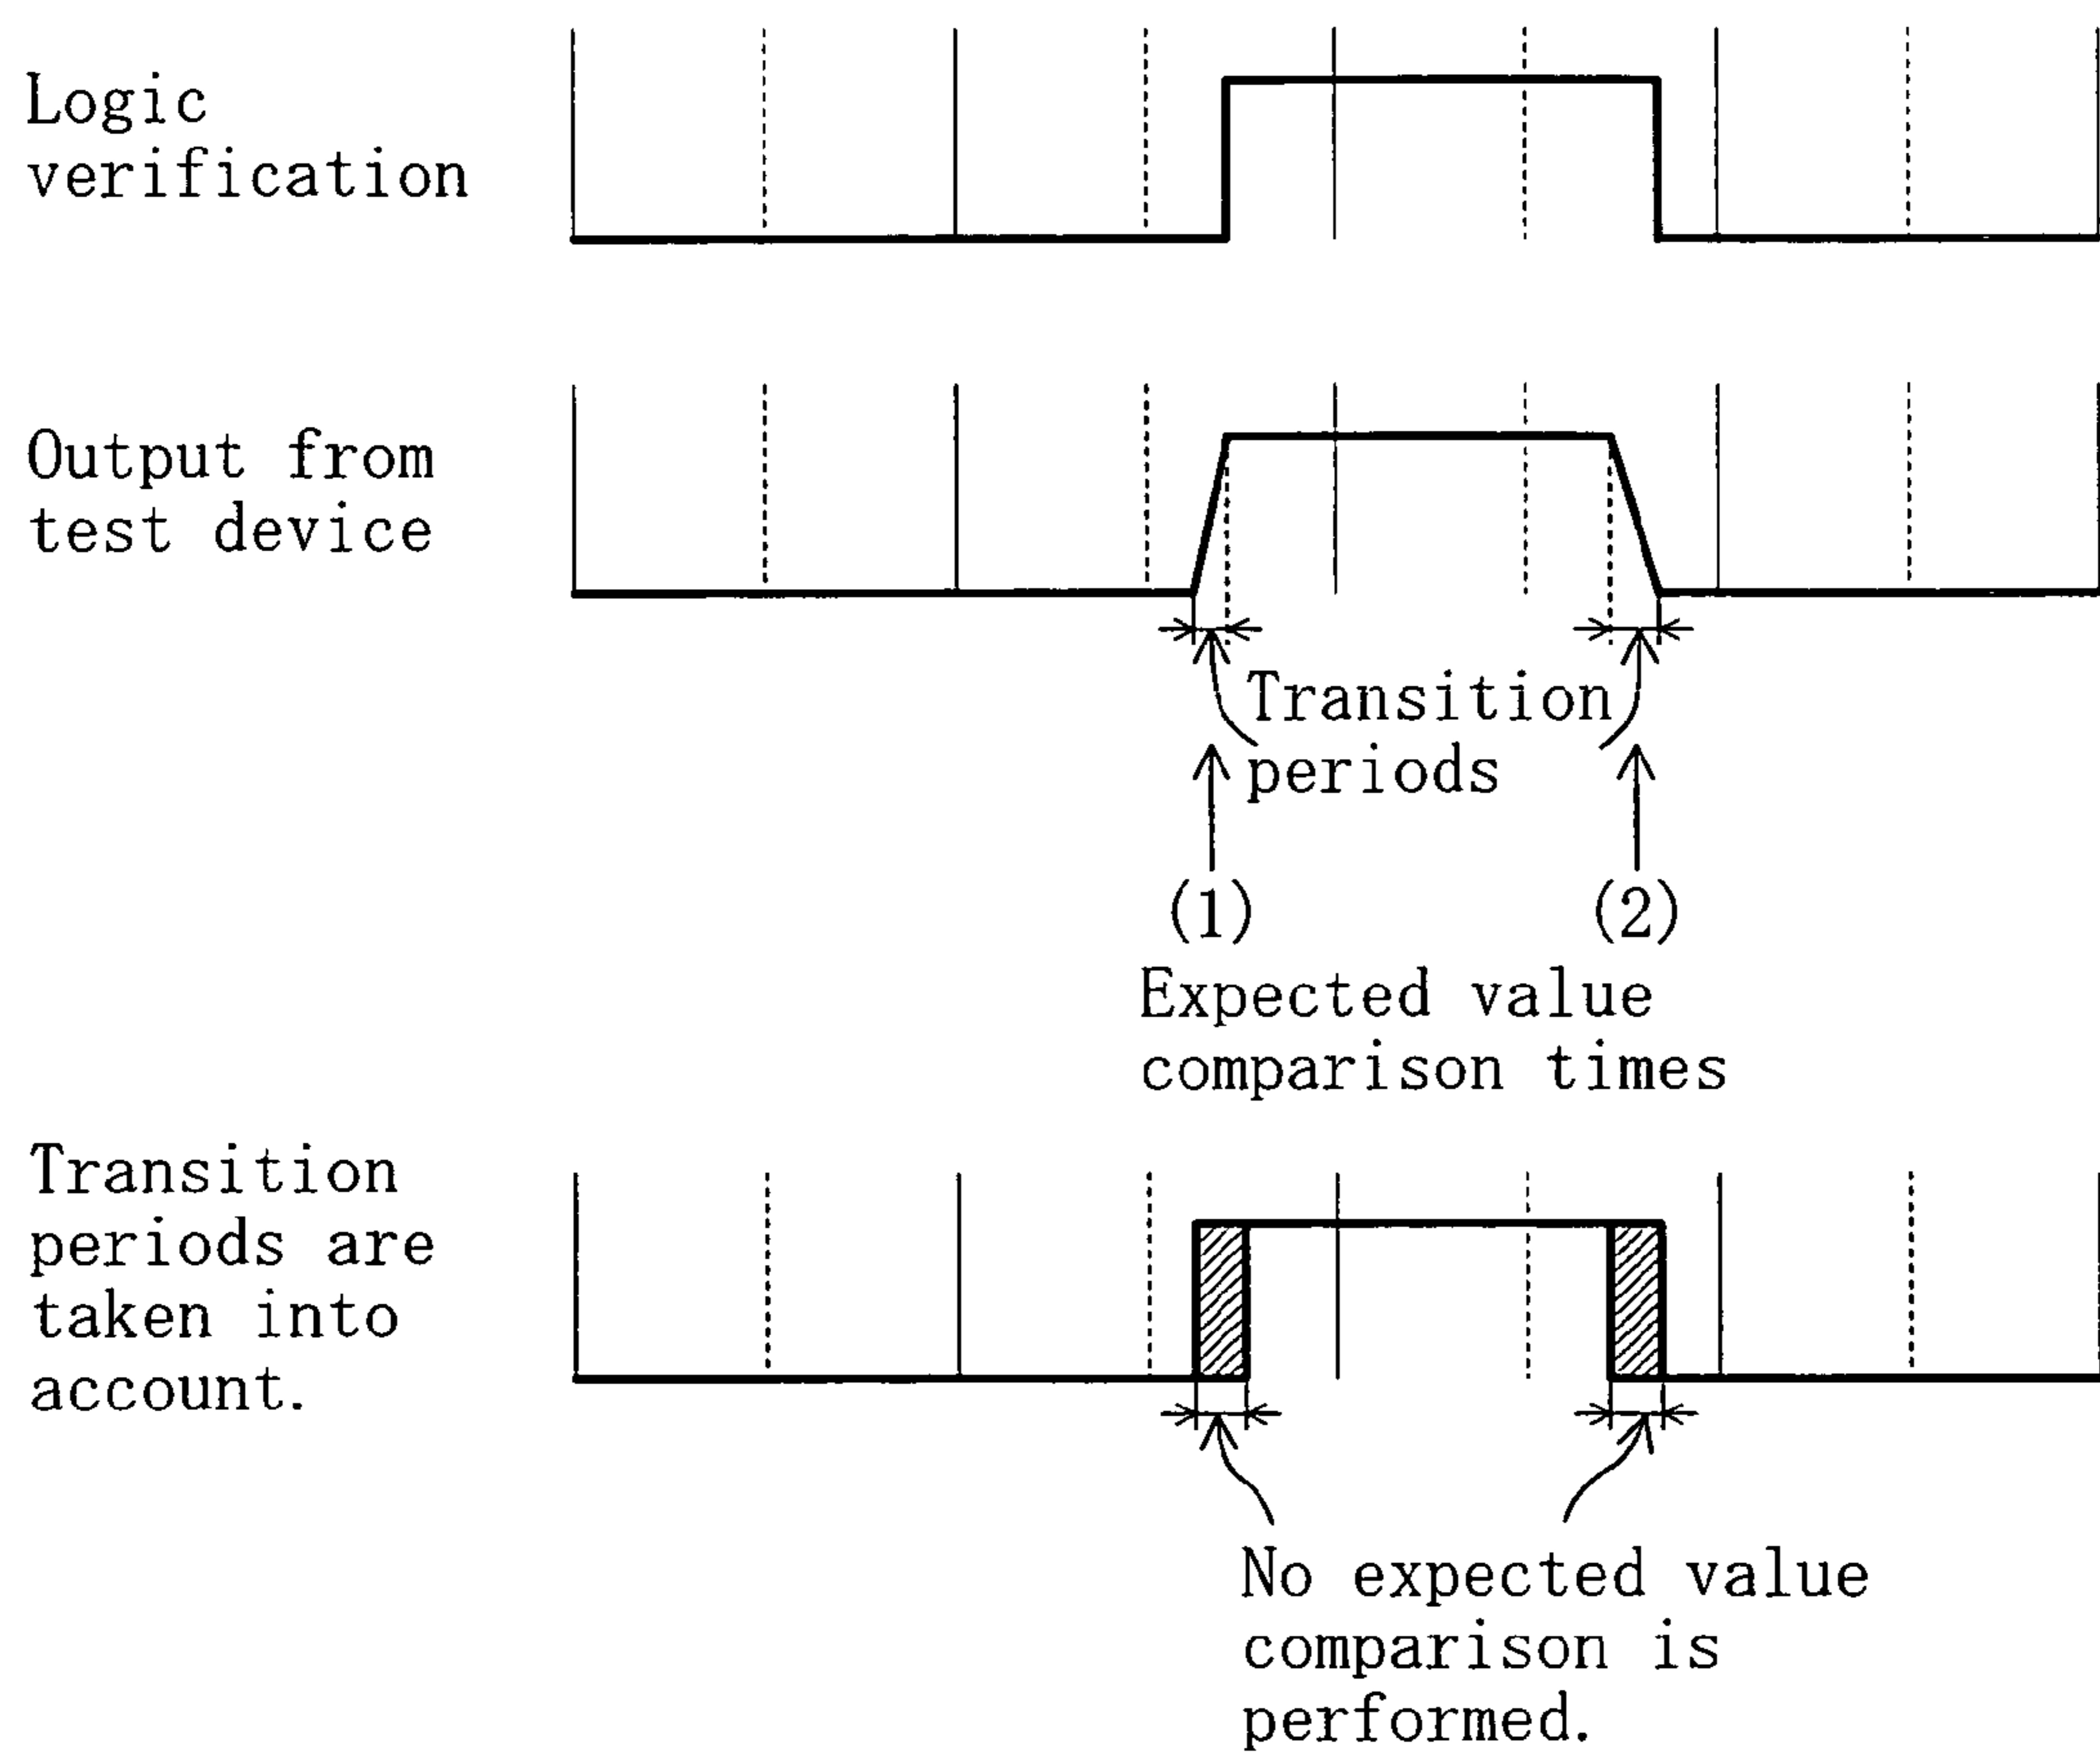 Logic
verification
Output from
test device
Transition
periods
(1)
(2)
Expected value
comparison times
Transition
periods are
taken into
account.
No expected value
comparison is
performed.